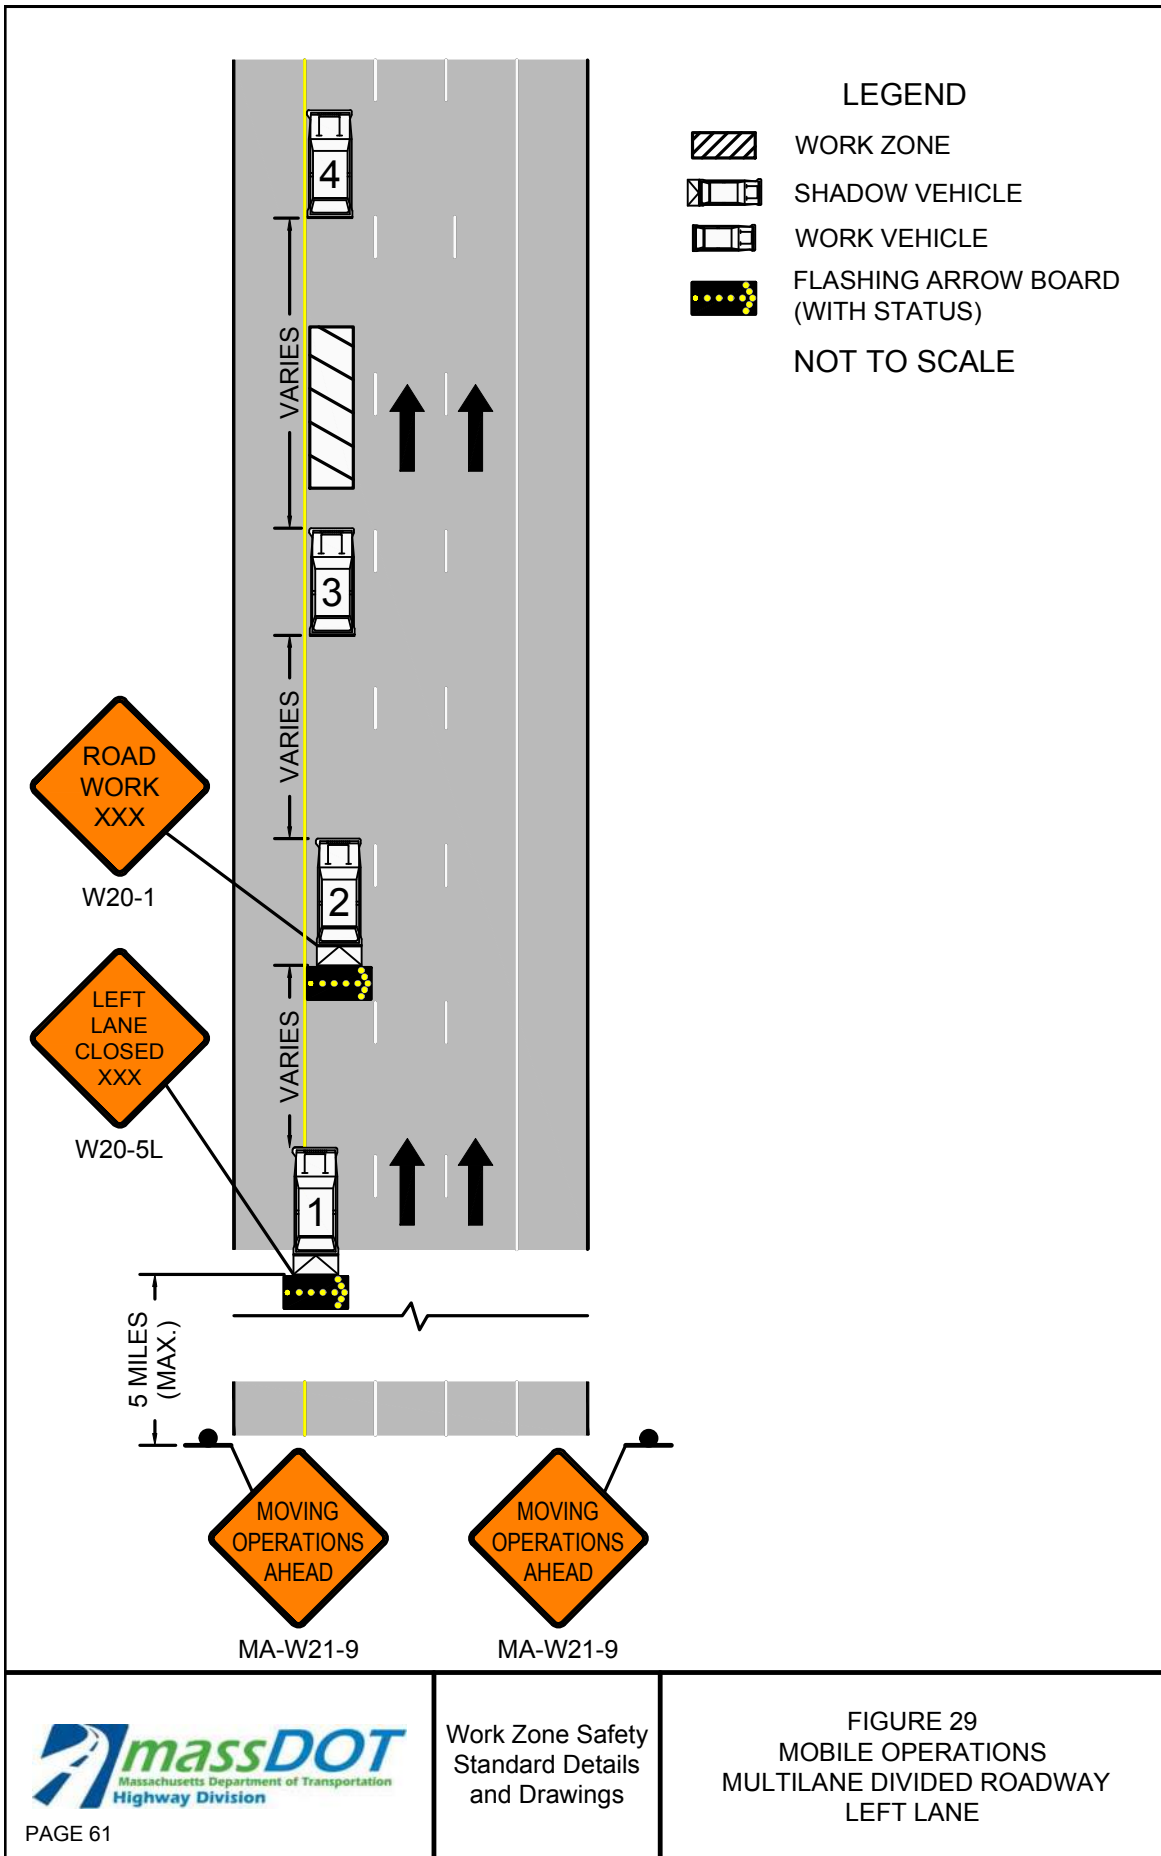 LEGEND
WORK ZONE
SHADOW VEHICLE
WORK VEHICLE
FLASHING ARROW BOARD
(WITH STATUS)
NOT TO SCALE
4
VARIES
3
VARIES
ROAD
WORK
XXX
W20-1
2
LEFT
LANE
CLOSED
XXX
W20-5L
VARIES
1
5 MILES
(MAX.)
MOVING
OPERATIONS
AHEAD
MA-W21-9
MOVING
OPERATIONS
AHEAD
MA-W21-9
massDOT
Massachusetts Department of Transportation
Highway Division
PAGE 61
Work Zone Safety
Standard Details
and Drawings
FIGURE 29
MOBILE OPERATIONS
MULTILANE DIVIDED ROADWAY
LEFT LANE